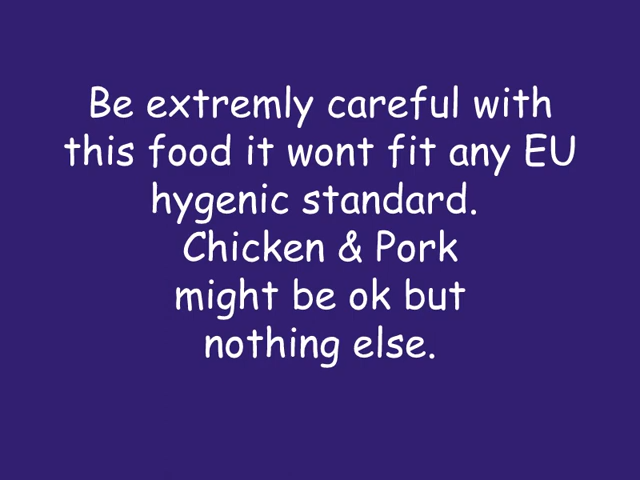 Be extremly careful with
this food it wont fit any EU
hygenic standard.
Chicken & Pork
might be ok but
nothing else.